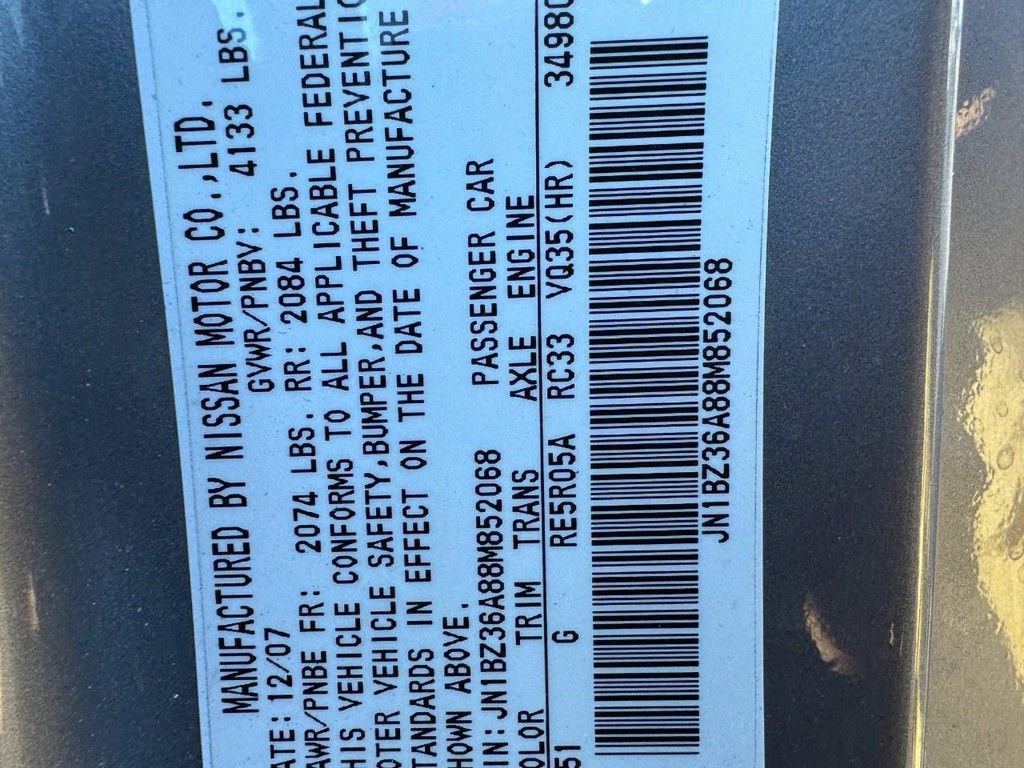 MANUFACTURED BY NISSAN MOTOR CO.,LTD.
ATE: 12/07 GVWR/PNBV: 4133 LBS.
AWR/PNBE FR: 2074 LBS. RR: 2084 LBS.
HIS VEHICLE CONFORMS TO ALL APPLICABLE FEDERAL
OTER VEHICLE SAFETY,BUMPER,AND THEFT PREVENTIO
TANDARDS IN EFFECT ON THE DATE OF MANUFACTURE
HOWN ABOVE.
IN: JN1BZ36A88M852068 PASSENGER CAR
OLOR TRIM TRANS AXLE ENGINE
51 G RE5R05A RC33 VQ35(HR) 3498C
JN1BZ36A88M852068